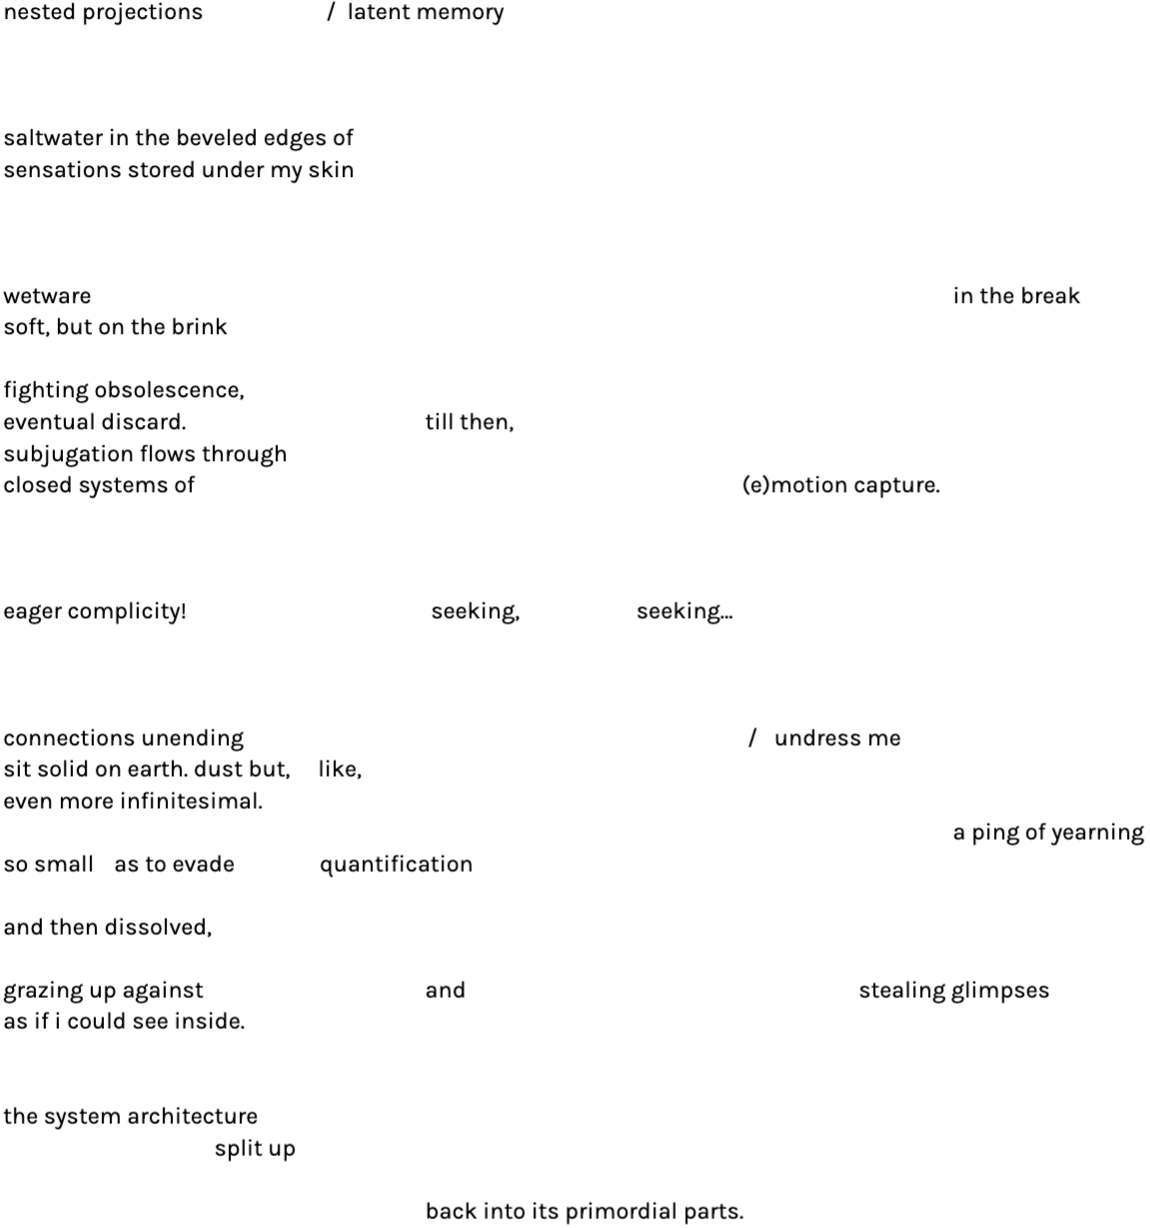 nested projections / latent memory
saltwater in the beveled edges of
sensations stored under my skin
wetware in the break
soft, but on the brink
fighting obsolescence,
eventual discard. till then,
subjugation flows through
closed systems of (e)motion capture.
eager complicity! seeking, seeking...
connections unending / undress me
sit solid on earth. dust but, like,
even more infinitesimal.
a ping of yearning
so small as to evade quantification
and then dissolved,
grazing up against and stealing glimpses
as if i could see inside.
the system architecture
split up
back into its primordial parts.